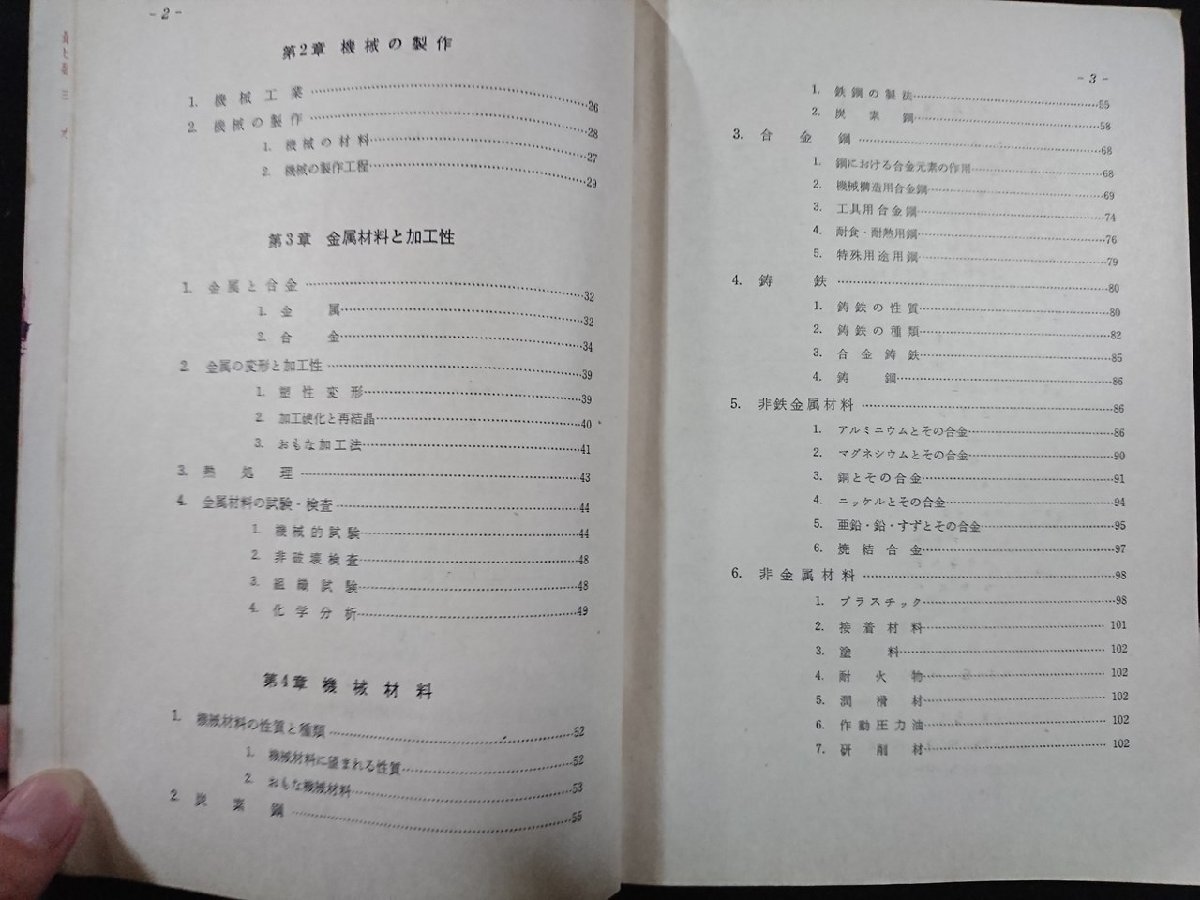 - 2 -
第2章 機械の製作
1. 機械工業 26
2. 機械の製作 28
1. 機械の材料 27
2. 機械の製作工程 29
第3章 金属材料と加工性
1. 金属と合金 32
1. 金属 32
2. 合金 34
2. 金属の変形と加工性 39
1. 塑性変形 39
2. 加工硬化と再結晶 40
3. おもな加工法 41
3. 熱処理 43
4. 金属材料の試験・検査 44
1. 機械的試験 44
2. 非破壊検査 48
3. 組織試験 48
4. 化学分析 49
第4章 機械材料
1. 機械材料の性質と種類 52
1. 機械材料に望まれる性質 52
2. おもな機械材料 53
2. 炭素鋼 55
- 3 -
1. 鉄鋼の製法 55
2. 炭素鋼 58
3. 合金鋼 68
1. 鋼における合金元素の作用 68
2. 機械構造用合金鋼 69
3. 工具用合金鋼 74
4. 耐食・耐熱用鋼 76
5. 特殊用途用鋼 79
4. 鋳鉄 80
1. 鋳鉄の性質 80
2. 鋳鉄の種類 82
3. 合金鋳鉄 85
4. 鋳鋼 86
5. 非鉄金属材料 86
1. アルミニウムとその合金 86
2. マグネシウムとその合金 90
3. 銅とその合金 91
4. ニッケルとその合金 94
5. 亜鉛・鉛・すずとその合金 95
6. 焼結合金 97
6. 非金属材料 98
1. プラスチック 98
2. 接着材料 101
3. 塗料 102
4. 耐火物 102
5. 潤滑材 102
6. 作動圧力油 102
7. 研削材 102